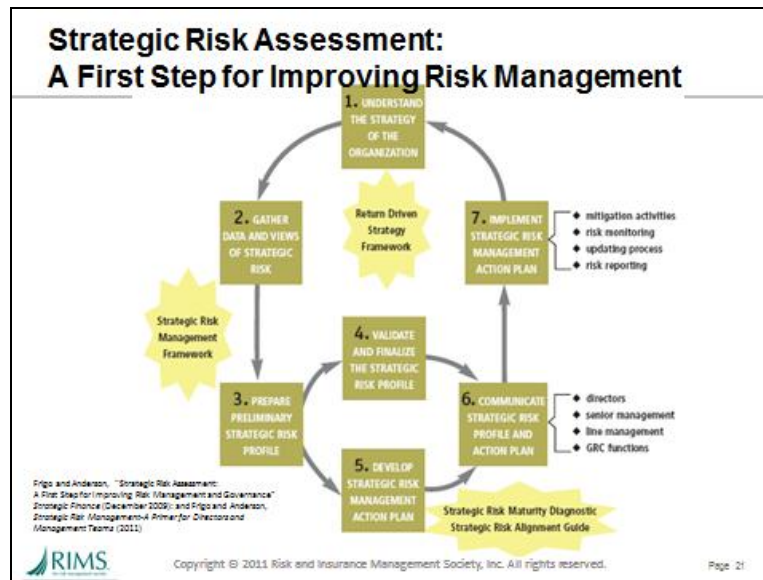 Strategic Risk Assessment:
A First Step for Improving Risk Management
1. UNDERSTAND
THE STRATEGY
OF THE
ORGANIZATION
2. GATHER
DATA AND VIEWS
OF STRATEGIC
RISK
Return Driven
Strategy
Framework
7. IMPLEMENT
STRATEGIC RISK
MANAGEMENT
ACTION PLAN
◆ mitigation activities
◆ risk monitoring
◆ updating process
◆ risk reporting
Strategic Risk
Management
Framework
4. VALIDATE
AND FINALIZE
THE STRATEGIC
RISK PROFILE
3. PREPARE
PRELIMINARY
STRATEGIC RISK
PROFILE
6. COMMUNICATE
STRATEGIC RISK
PROFILE AND
ACTION PLAN
◆ directors
◆ senior management
◆ line management
◆ GRC functions
5. DEVELOP
STRATEGIC RISK
MANAGEMENT
ACTION PLAN
Strategic Risk Maturity Diagnostic
Strategic Risk Alignment Guide
Frigo and Anderson, "Strategic Risk Assessment:
A First Step for Improving Risk Management and Governance"
Strategic Finance (December 2009): and Frigo and Anderson,
Strategic Risk Management-A Primer for Directors and
Management Teams (2011)
RIMS
Copyright © 2011 Risk and Insurance Management Society, Inc. All rights reserved.
Page 21